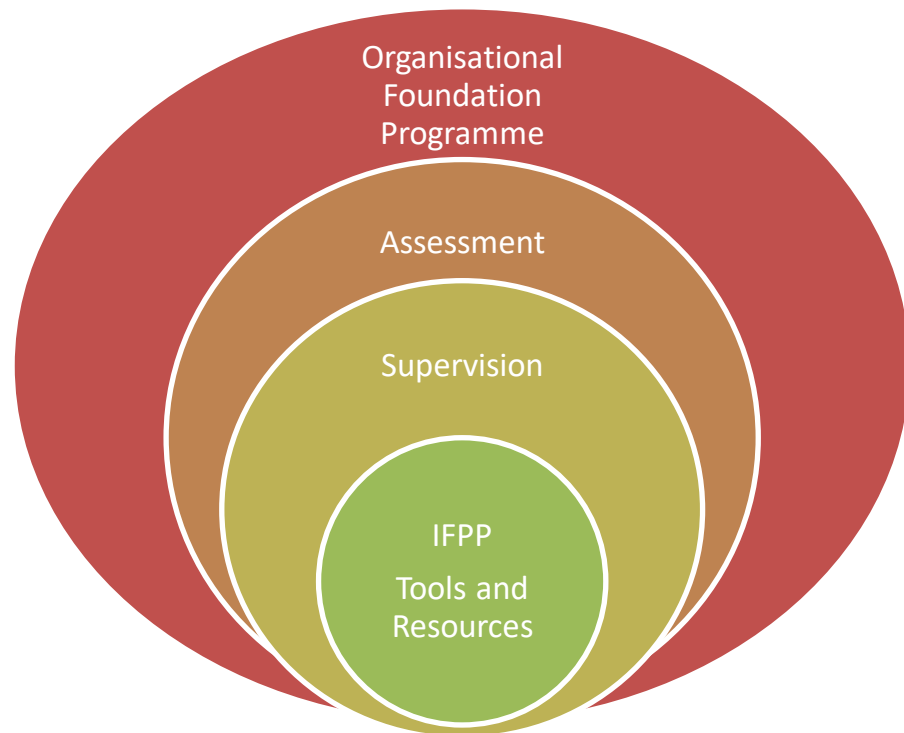 Organisational
Foundation
Programme
Assessment
Supervision
IFPP
Tools and
Resources